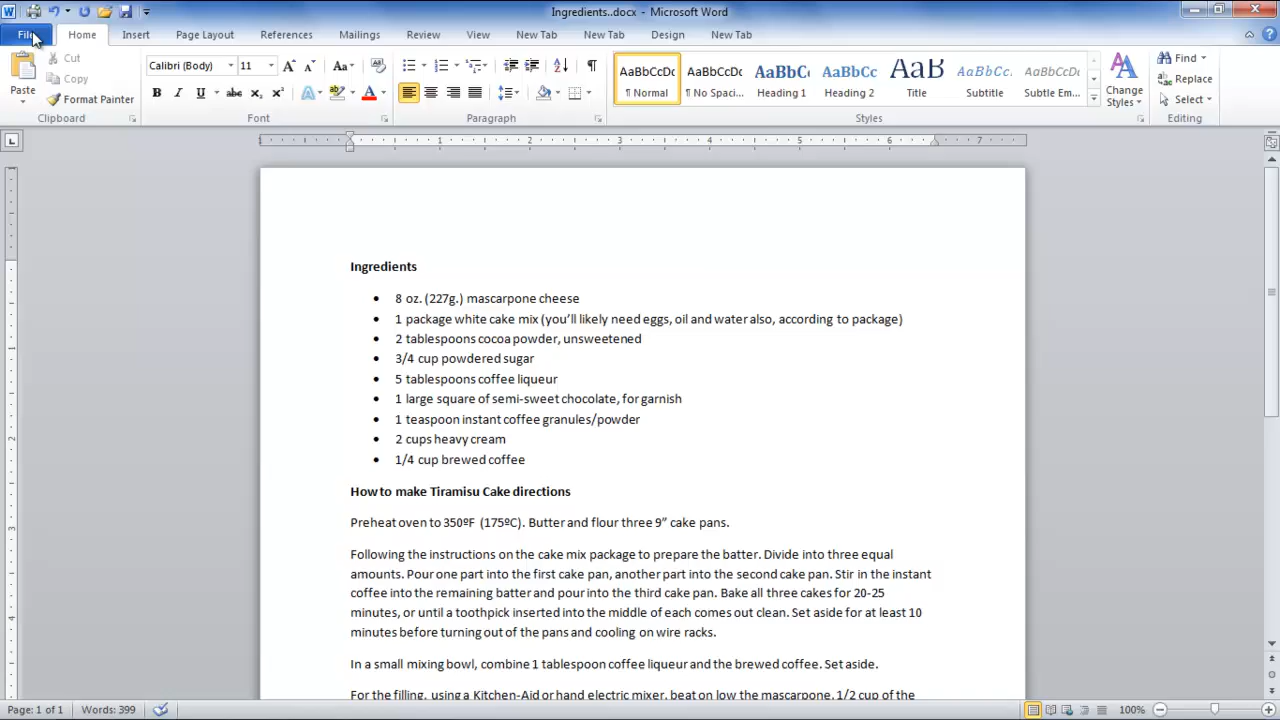 Ingredients..docx - Microsoft Word
File Home Insert Page Layout References Mailings Review View New Tab New Tab Design New Tab
Paste
Cut
Copy
Format Painter
Clipboard
Calibri (Body) 11
Font
Paragraph
AaBbCcDc AaBbCcDc AaBbC AaBbCc AaB AaBbCc. AaBbCcDc
¶ Normal ¶ No Spaci... Heading 1 Heading 2 Title Subtitle Subtle Em...
Change Styles
Styles
Find
Replace
Select
Editing
1 1 2 3 4 5 6 7
Ingredients
• 8 oz. (227g.) mascarpone cheese
• 1 package white cake mix (you’ll likely need eggs, oil and water also, according to package)
• 2 tablespoons cocoa powder, unsweetened
• 3/4 cup powdered sugar
• 5 tablespoons coffee liqueur
• 1 large square of semi-sweet chocolate, for garnish
• 1 teaspoon instant coffee granules/powder
• 2 cups heavy cream
• 1/4 cup brewed coffee
How to make Tiramisu Cake directions
Preheat oven to 350ºF (175ºC). Butter and flour three 9” cake pans.
Following the instructions on the cake mix package to prepare the batter. Divide into three equal
amounts. Pour one part into the first cake pan, another part into the second cake pan. Stir in the instant
coffee into the remaining batter and pour into the third cake pan. Bake all three cakes for 20-25
minutes, or until a toothpick inserted into the middle of each comes out clean. Set aside for at least 10
minutes before turning out of the pans and cooling on wire racks.
In a small mixing bowl, combine 1 tablespoon coffee liqueur and the brewed coffee. Set aside.
For the filling, using a Kitchen-Aid or hand electric mixer, beat on low the mascarpone, 1/2 cup of the
Page: 1 of 1 Words: 399 100%